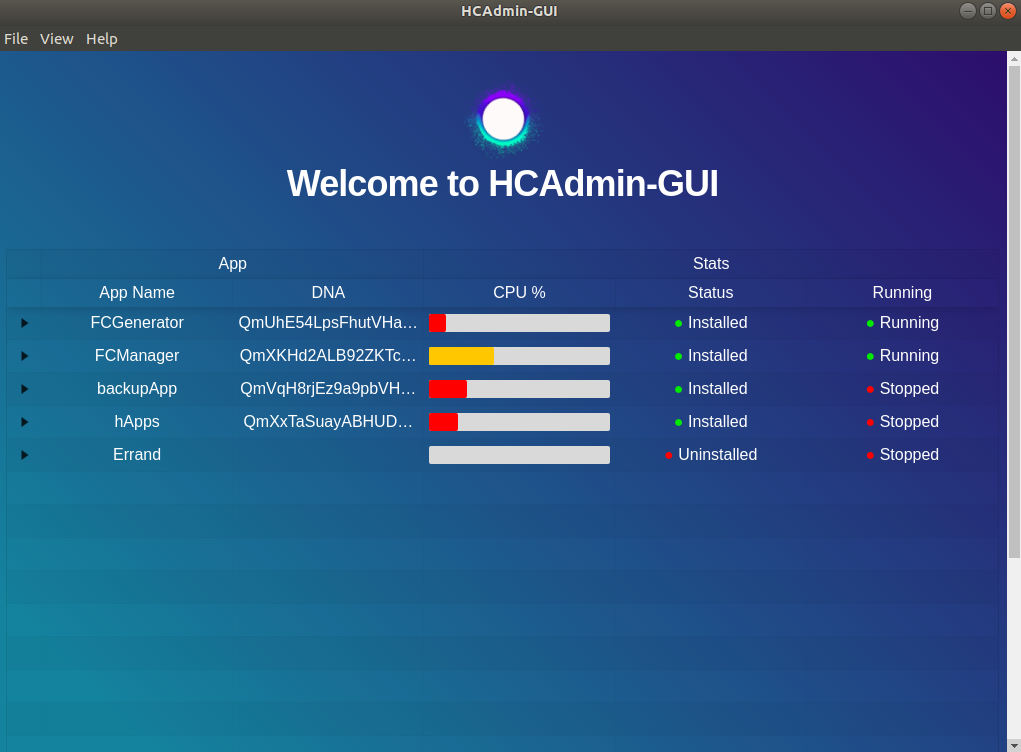 HCAdmin-GUI
File View Help
Welcome to HCAdmin-GUI
App Stats
App Name DNA CPU % Status Running
FCGenerator QmUhE54LpsFhutVHa… Installed Running
FCManager QmXKHd2ALB92ZKTc… Installed Running
backupApp QmVqH8rjEz9a9pbVH… Installed Stopped
hApps QmXxTaSuayABHUD… Installed Stopped
Errand Uninstalled Stopped